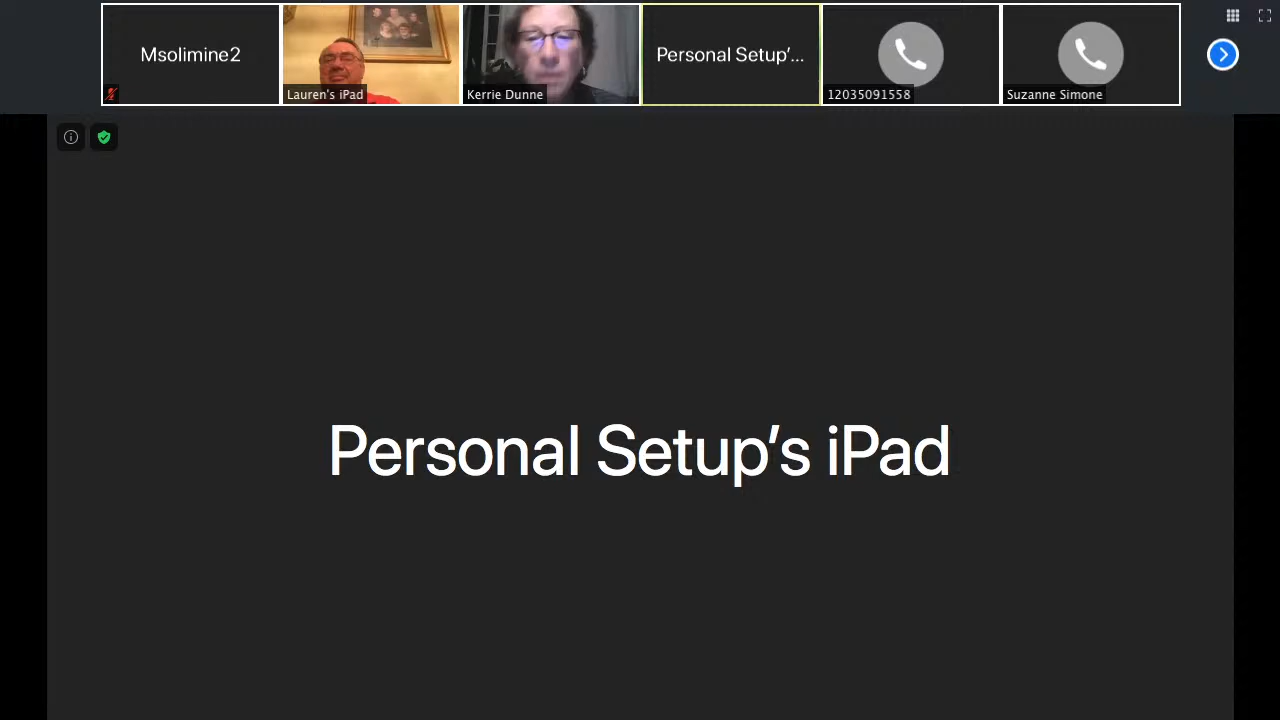 Msolimine2
Lauren's iPad
Kerrie Dunne
Personal Setup’...
12035091558
Suzanne Simone
Personal Setup’s iPad